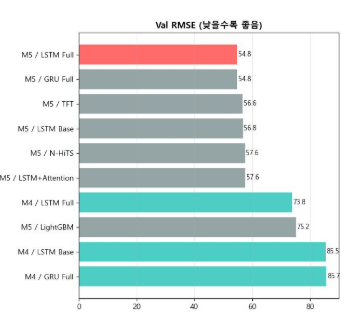 Val RMSE (낮을수록 좋음)
M5 / LSTM Full 54.8
M5 / GRU Full 54.8
M5 / TFT 56.6
M5 / LSTM Base 56.8
M5 / N-HiTS 57.6
M5 / LSTM+Attention 57.6
M4 / LSTM Full 73.8
M5 / LightGBM 75.2
M4 / LSTM Base 85.5
M4 / GRU Full 85.7
0 20 40 60 80